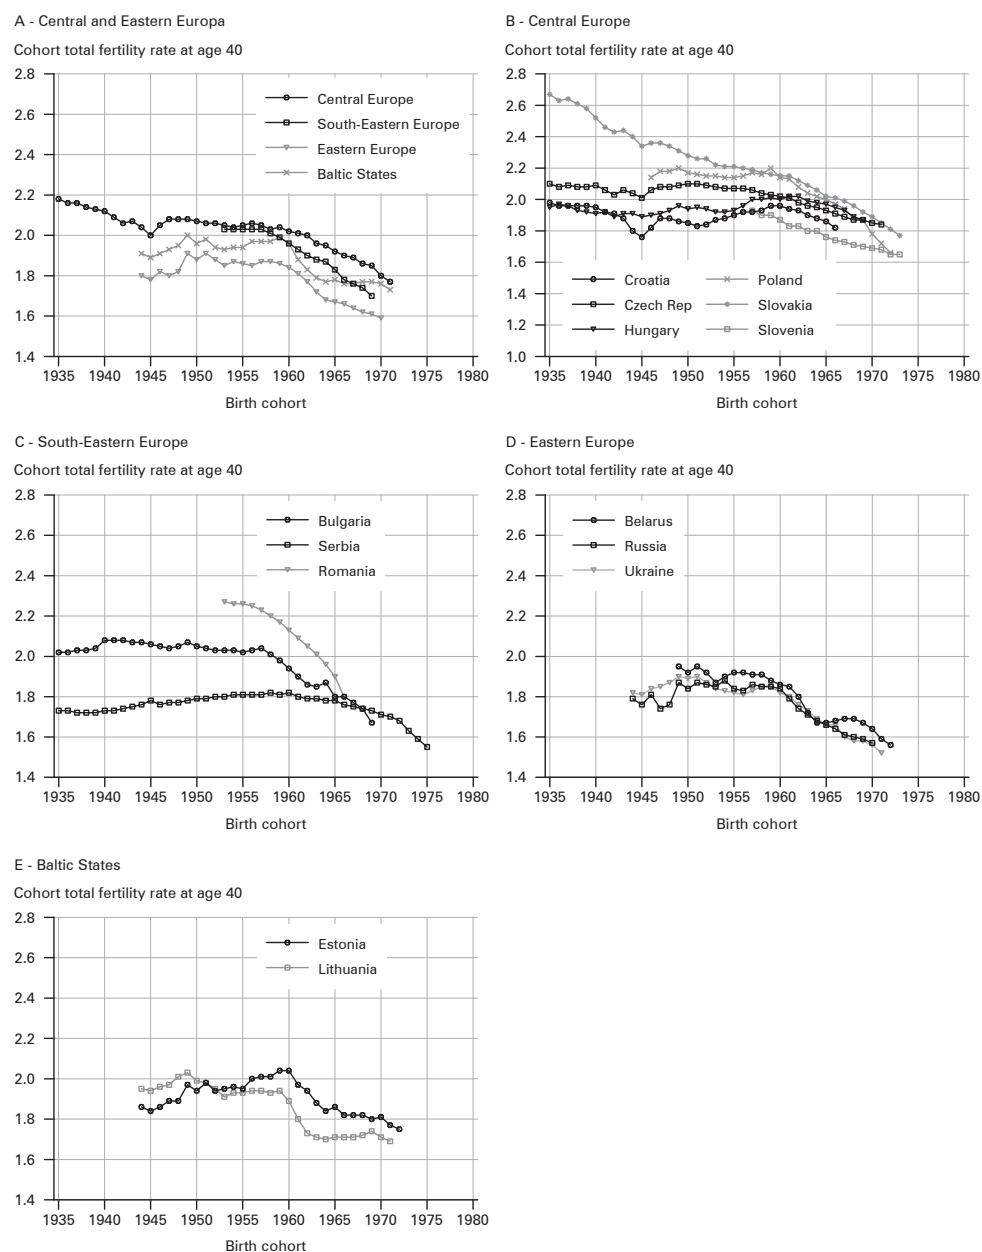 A - Central and Eastern Europa
Cohort total fertility rate at age 40
2.8
2.6
2.4
2.2
2.0
1.8
1.6
1.4
Central Europe
South-Eastern Europe
Eastern Europe
Baltic States
1935 1940 1945 1950 1955 1960 1965 1970 1975 1980
Birth cohort
B - Central Europe
Cohort total fertility rate at age 40
2.8
2.6
2.4
2.2
2.0
1.8
1.6
1.4
1.2
1.0
Croatia
Czech Rep
Hungary
Poland
Slovakia
Slovenia
1935 1940 1945 1950 1955 1960 1965 1970 1975 1980
Birth cohort
C - South-Eastern Europe
Cohort total fertility rate at age 40
2.8
2.6
2.4
2.2
2.0
1.8
1.6
1.4
Bulgaria
Serbia
Romania
1935 1940 1945 1950 1955 1960 1965 1970 1975 1980
Birth cohort
D - Eastern Europe
Cohort total fertility rate at age 40
2.8
2.6
2.4
2.2
2.0
1.8
1.6
1.4
Belarus
Russia
Ukraine
1935 1940 1945 1950 1955 1960 1965 1970 1975 1980
Birth cohort
E - Baltic States
Cohort total fertility rate at age 40
2.8
2.6
2.4
2.2
2.0
1.8
1.6
1.4
Estonia
Lithuania
1935 1940 1945 1950 1955 1960 1965 1970 1975 1980
Birth cohort